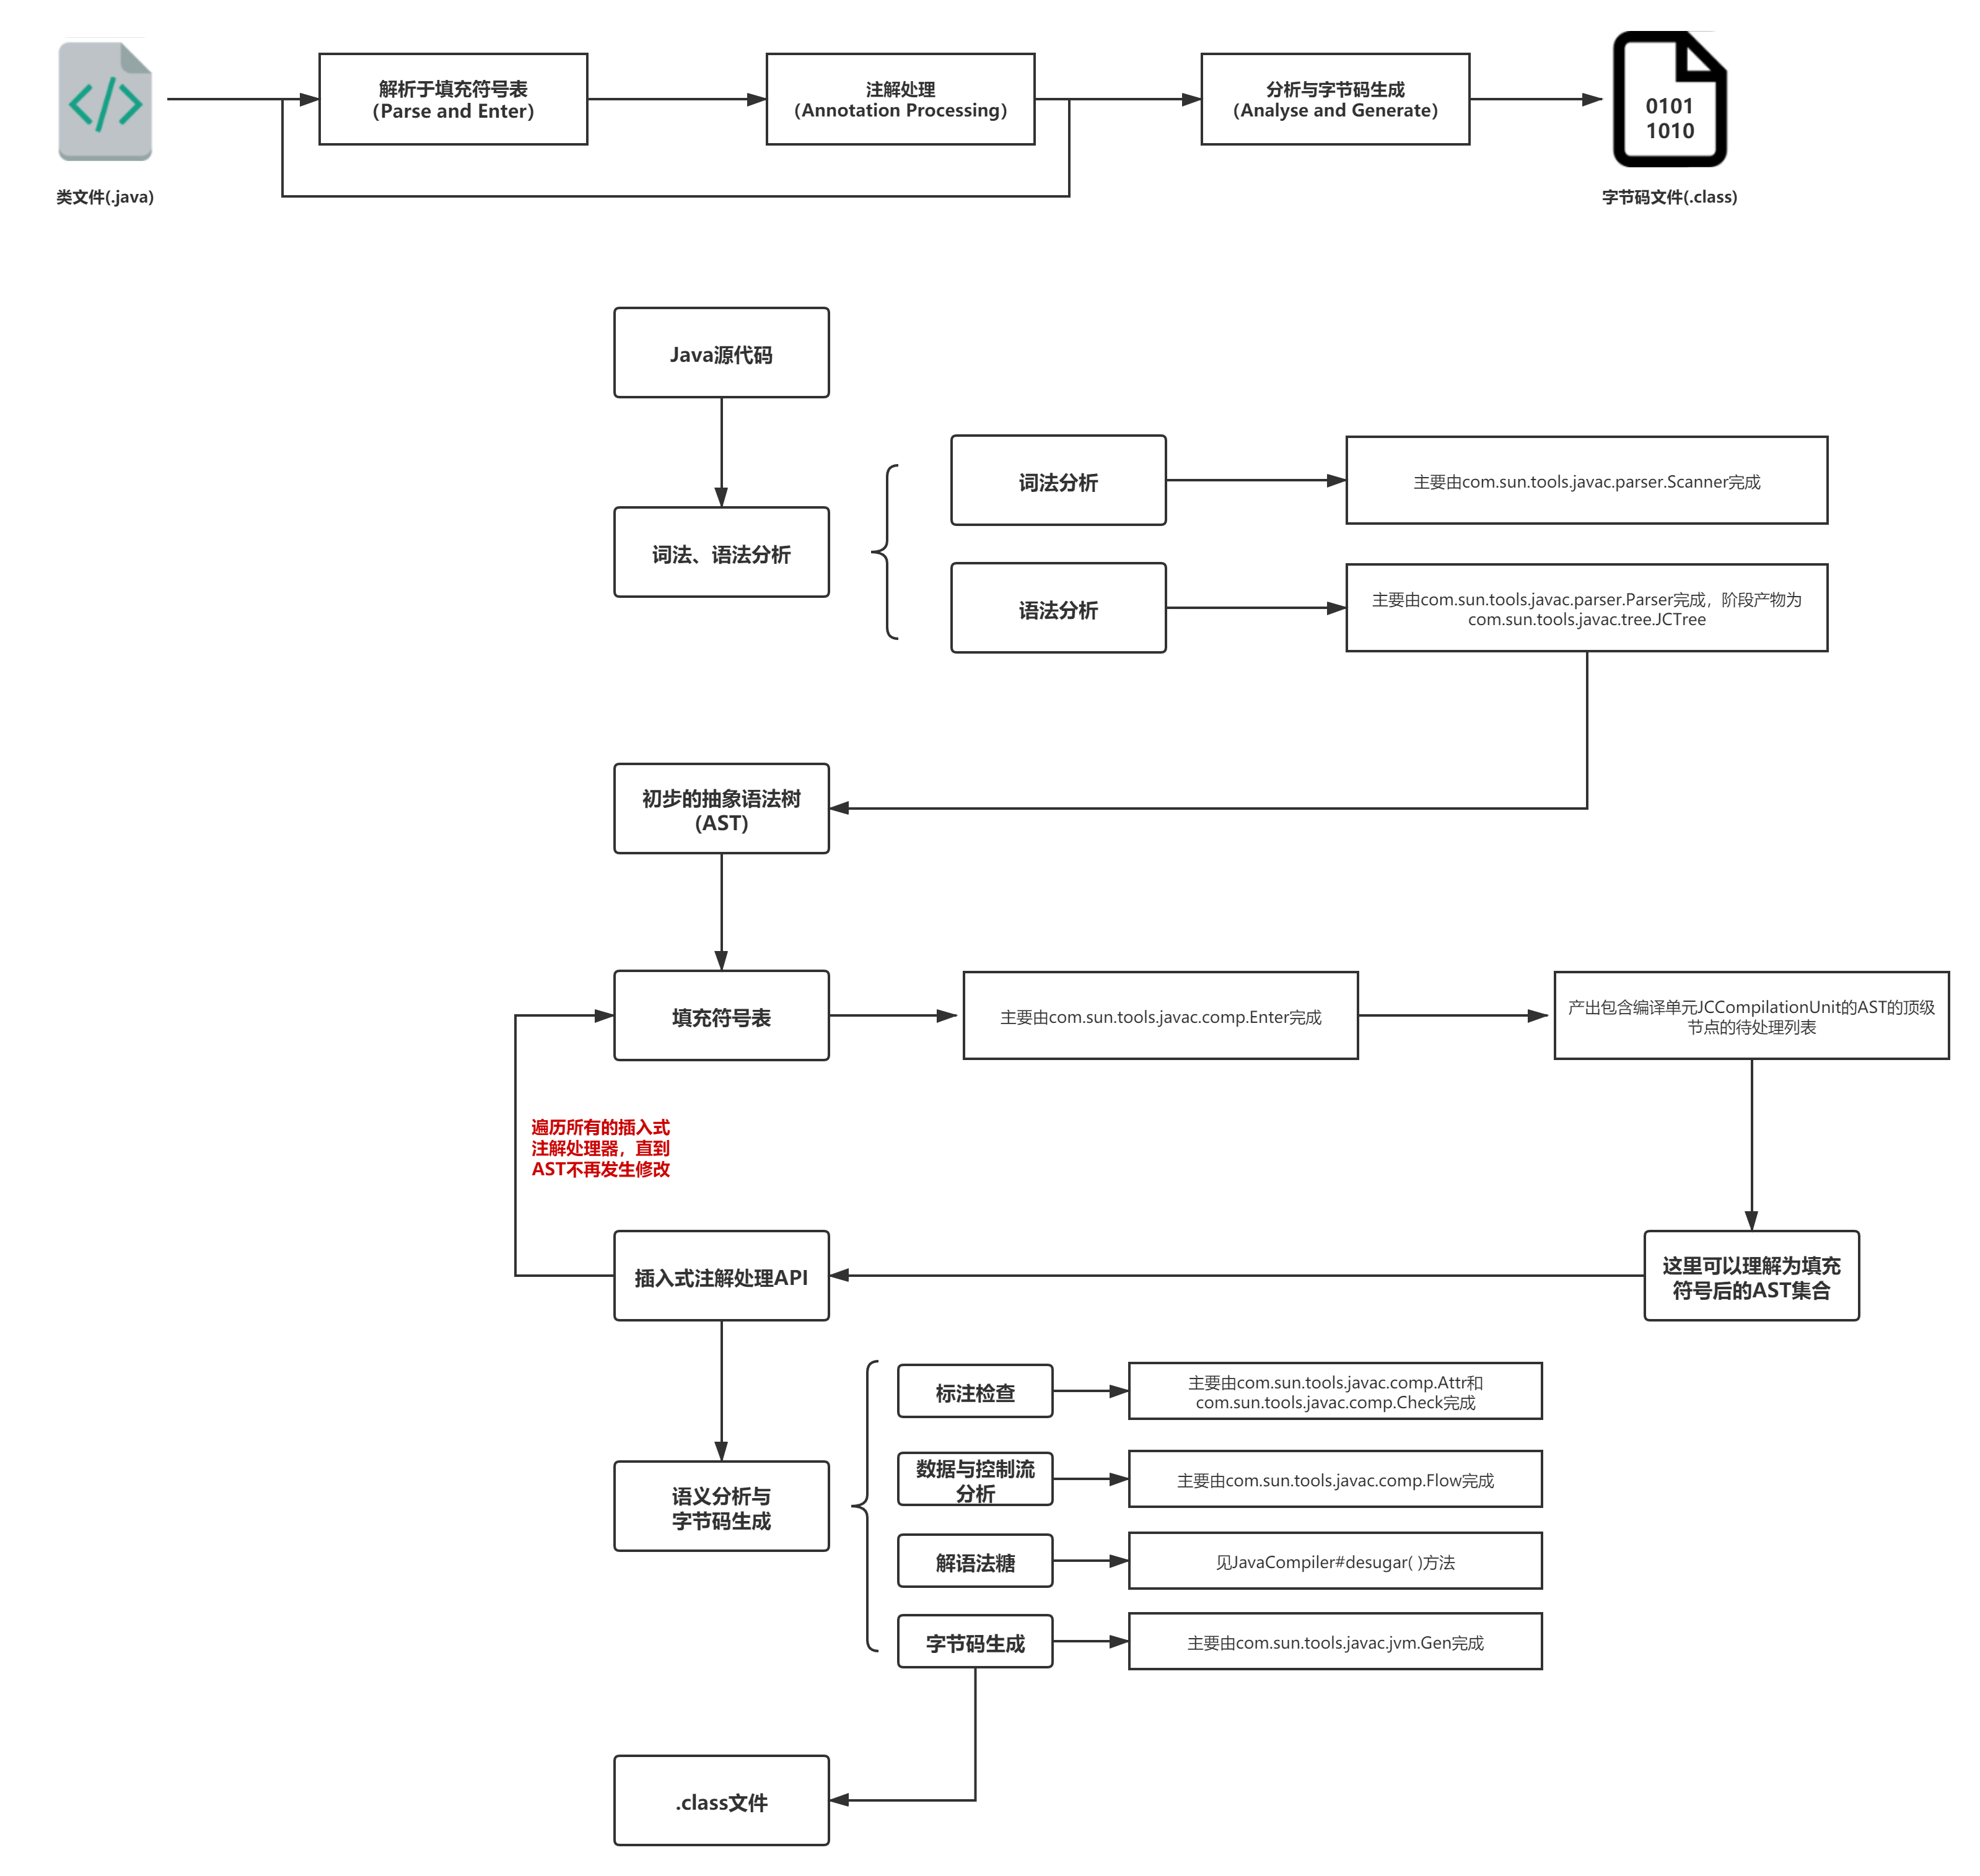 解析于填充符号表
（Parse and Enter）
注解处理
（Annotation Processing）
分析与字节码生成
（Analyse and Generate）
0101
1010
类文件(.java)
字节码文件(.class)
Java源代码
词法、语法分析
词法分析
主要由com.sun.tools.javac.parser.Scanner完成
语法分析
主要由com.sun.tools.javac.parser.Parser完成，阶段产物为
com.sun.tools.javac.tree.JCTree
初步的抽象语法树
(AST)
填充符号表
主要由com.sun.tools.javac.comp.Enter完成
产出包含编译单元JCCompilationUnit的AST的顶级
节点的待处理列表
遍历所有的插入式
注解处理器，直到
AST不再发生修改
插入式注解处理API
这里可以理解为填充
符号后的AST集合
语义分析与
字节码生成
标注检查
主要由com.sun.tools.javac.comp.Attr和
com.sun.tools.javac.comp.Check完成
数据与控制流
分析
主要由com.sun.tools.javac.comp.Flow完成
解语法糖
见JavaCompiler#desugar( )方法
字节码生成
主要由com.sun.tools.javac.jvm.Gen完成
.class文件